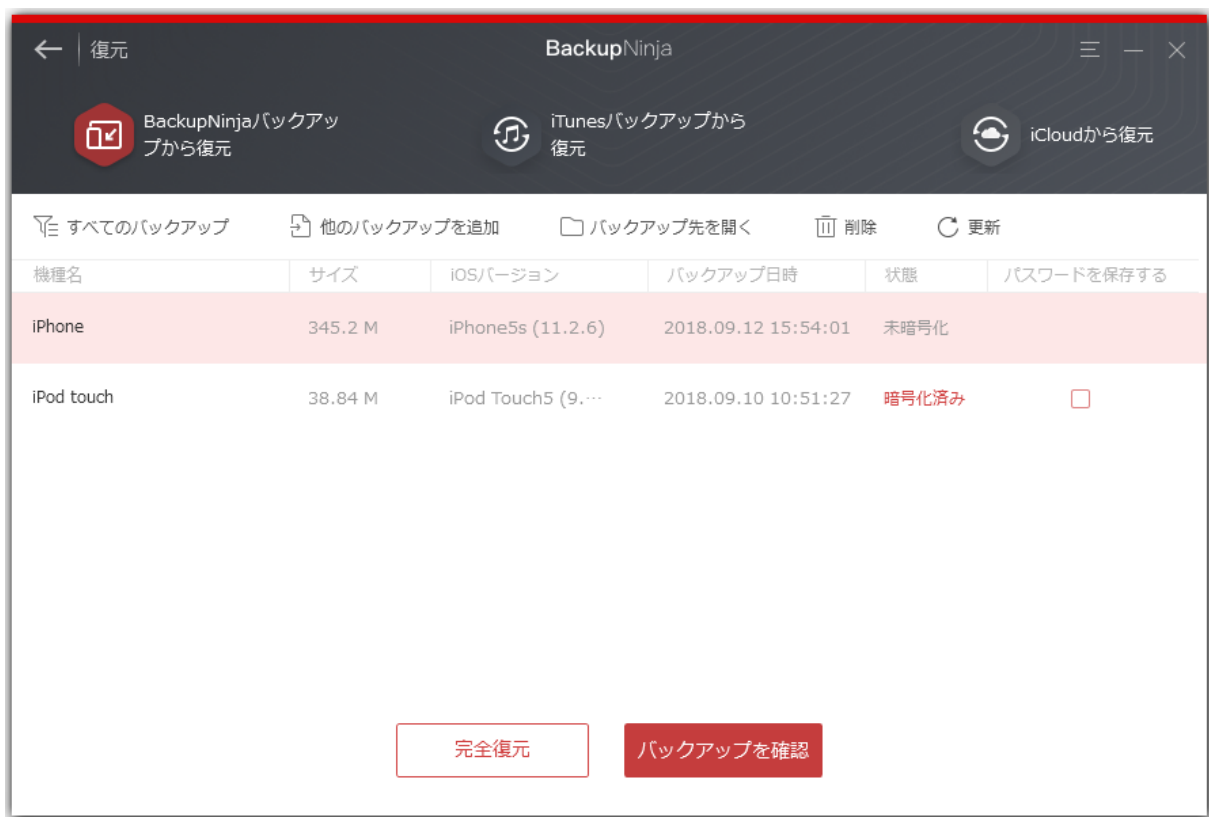 復元
BackupNinja
BackupNinjaバックアッ
プから復元
iTunesバックアップから
復元
iCloudから復元
すべてのバックアップ 他のバックアップを追加 バックアップ先を開く 削除 更新
機種名 サイズ iOSバージョン バックアップ日時 状態 パスワードを保存する
iPhone 345.2 M iPhone5s (11.2.6) 2018.09.12 15:54:01 未暗号化
iPod touch 38.84 M iPod Touch5 (9.… 2018.09.10 10:51:27 暗号化済み
完全復元 バックアップを確認